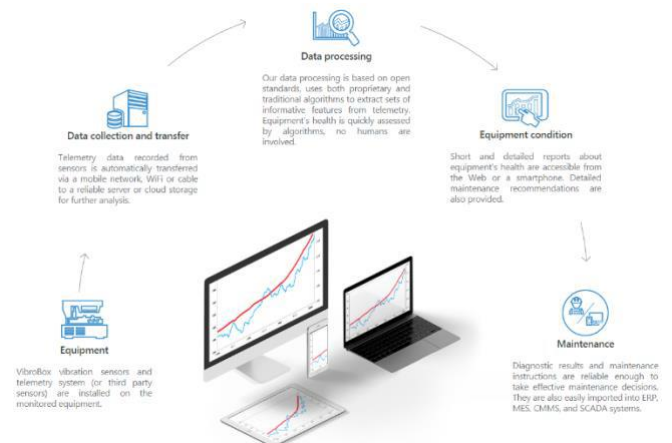 Data processing
Our data processing is based on open
standards, uses both proprietary and
traditional algorithms to extract sets of
informative features from telemetry.
Equipment's health is quickly assessed
by algorithms, no humans are
involved.
Data collection and transfer
Telemetry data recorded from
sensors is automatically transferred
via a mobile network, WiFi or cable
to a reliable server or cloud storage
for further analysis.
Equipment condition
Short and detailed reports about
equipment's health are accessible from
the Web or a smartphone. Detailed
maintenance recommendations are
also provided.
Equipment
VibroBox vibration sensors and
telemetry system (or third party
sensors) are installed on the
monitored equipment.
Maintenance
Diagnostic results and maintenance
instructions are reliable enough to
take effective maintenance decisions.
They are also easily imported into ERP,
MES, CMMS, and SCADA systems.